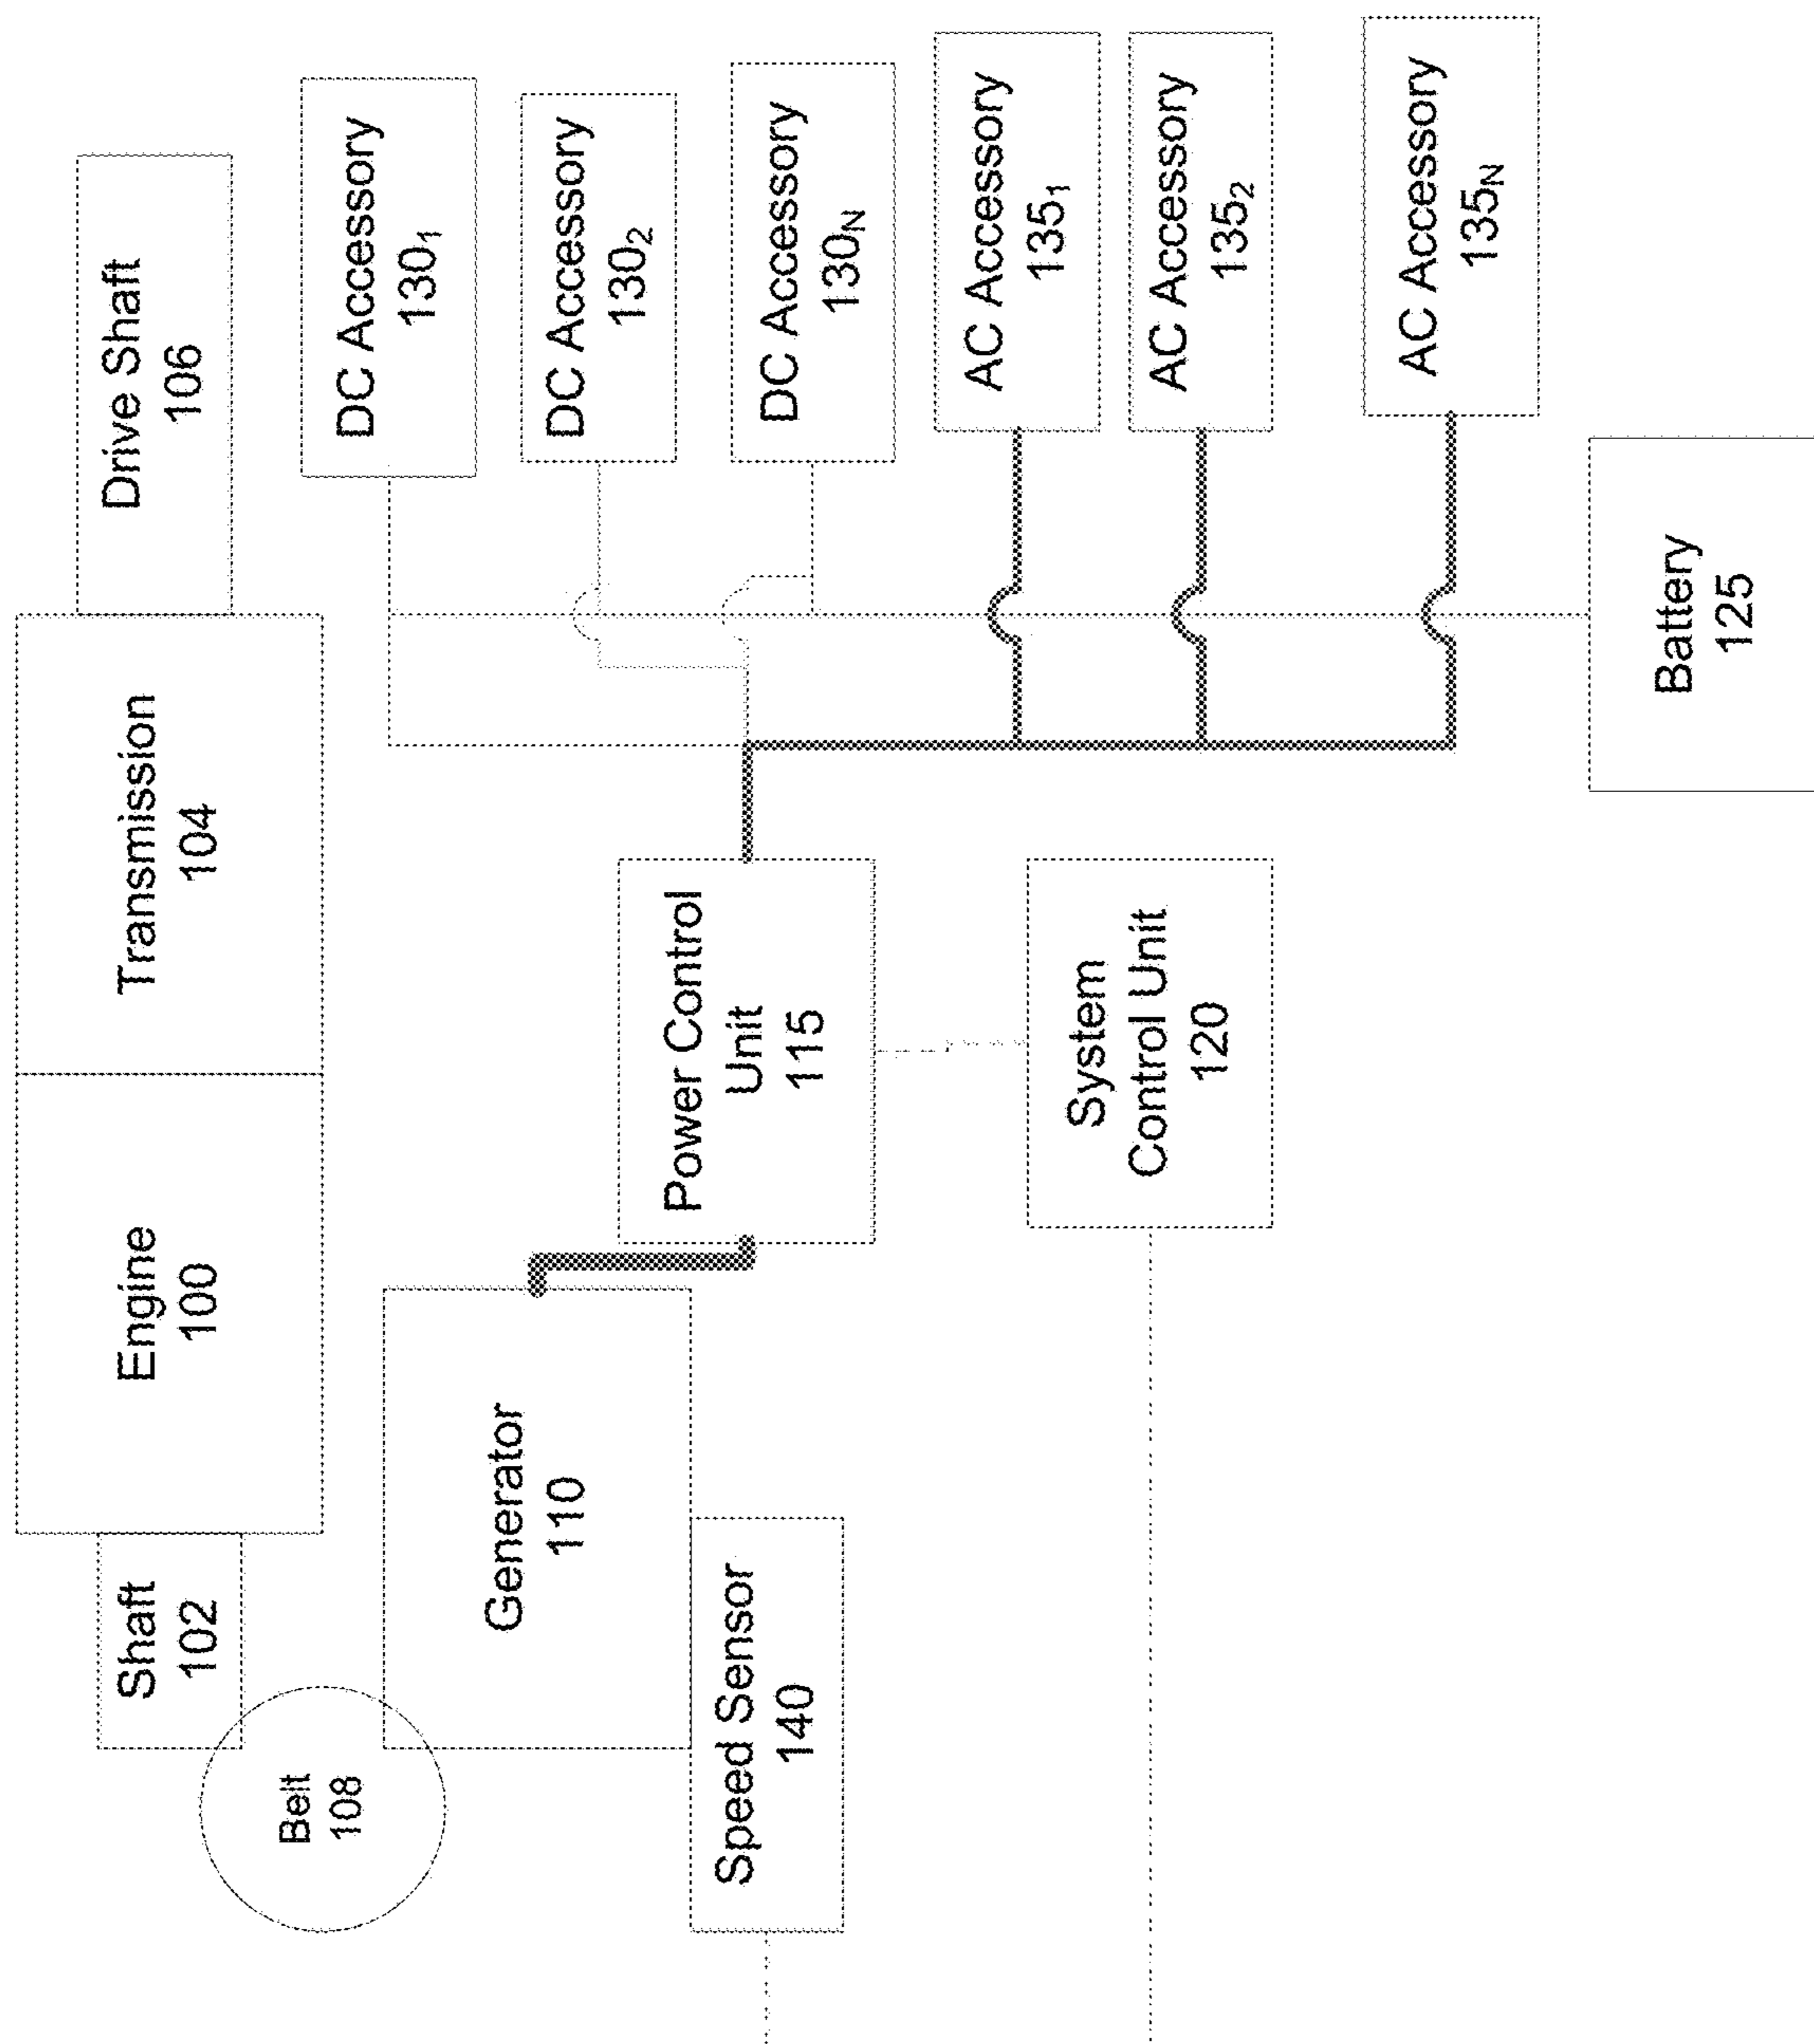 Shaft
102
Engine
100
Transmission
104
Drive Shaft
106
Belt
108
Generator
110
Speed Sensor
140
Power Control
Unit
115
System
Control Unit
120
DC Accessory
130₁
DC Accessory
130₂
DC Accessory
130N
AC Accessory
135₁
AC Accessory
135₂
AC Accessory
135N
Battery
125